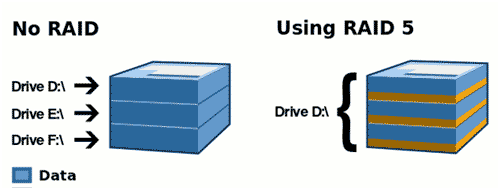 No RAID
Using RAID 5
Drive D:\
Drive E:\
Drive F:\
Drive D:\
Data